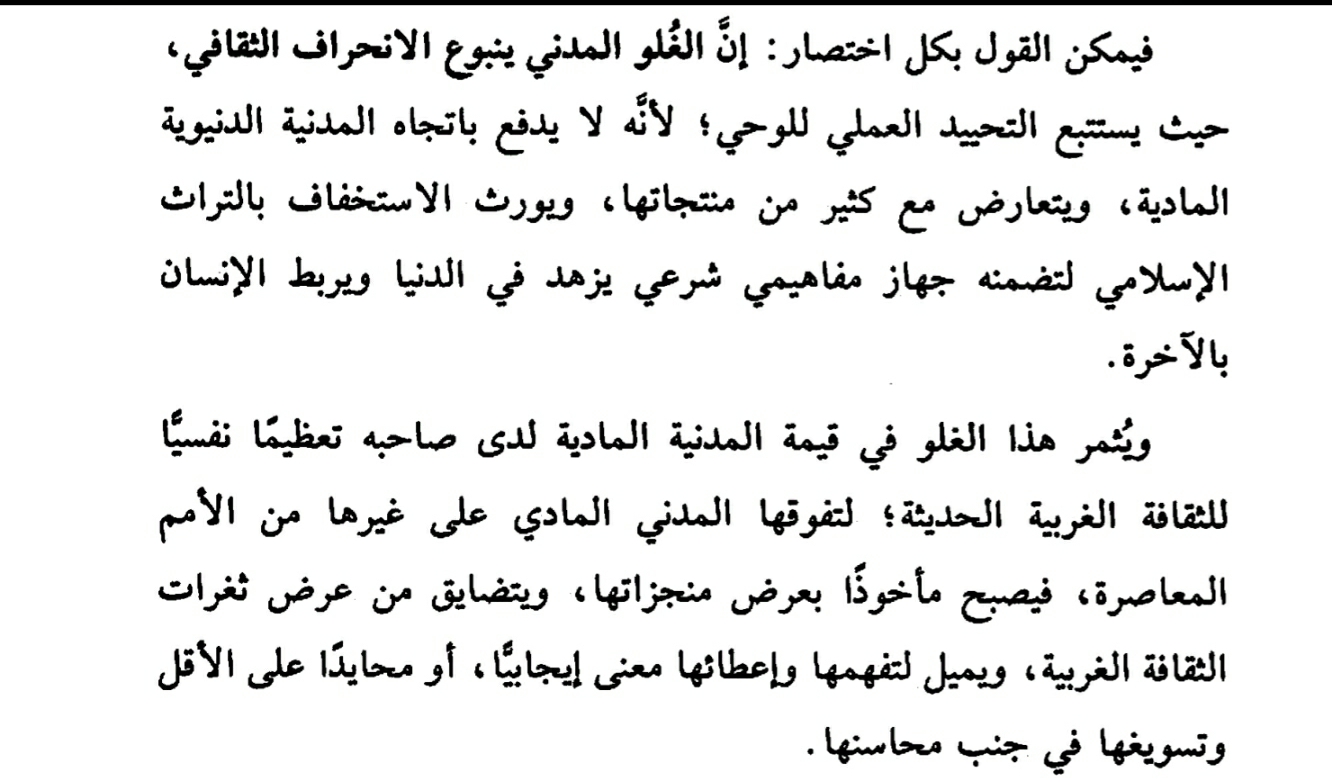 فيمكن القول بكل اختصار: إنَّ الغُلو المدني ينبوع الانحراف الثقافي،
حيث يستتبع التحييد العملي للوحي؛ لأنَّه لا يدفع باتجاه المدنية الدنيوية
المادية، ويتعارض مع كثير من منتجاتها، ويورث الاستخفاف بالتراث
الإسلامي لتضمنه جهاز مفاهيمي شرعي يزهد في الدنيا ويربط الإنسان
بالآخرة.
ويُثمر هذا الغلو في قيمة المدنية المادية لدى صاحبه تعظيمًا نفسيًّا
للثقافة الغربية الحديثة؛ لتفوقها المدني المادي على غيرها من الأمم
المعاصرة، فيصبح مأخوذًا بعرض منجزاتها، ويتضايق من عرض ثغرات
الثقافة الغربية، ويميل لتفهمها وإعطائها معنى إيجابيًّا، أو محايدًا على الأقل
وتسويغها في جنب محاسنها.